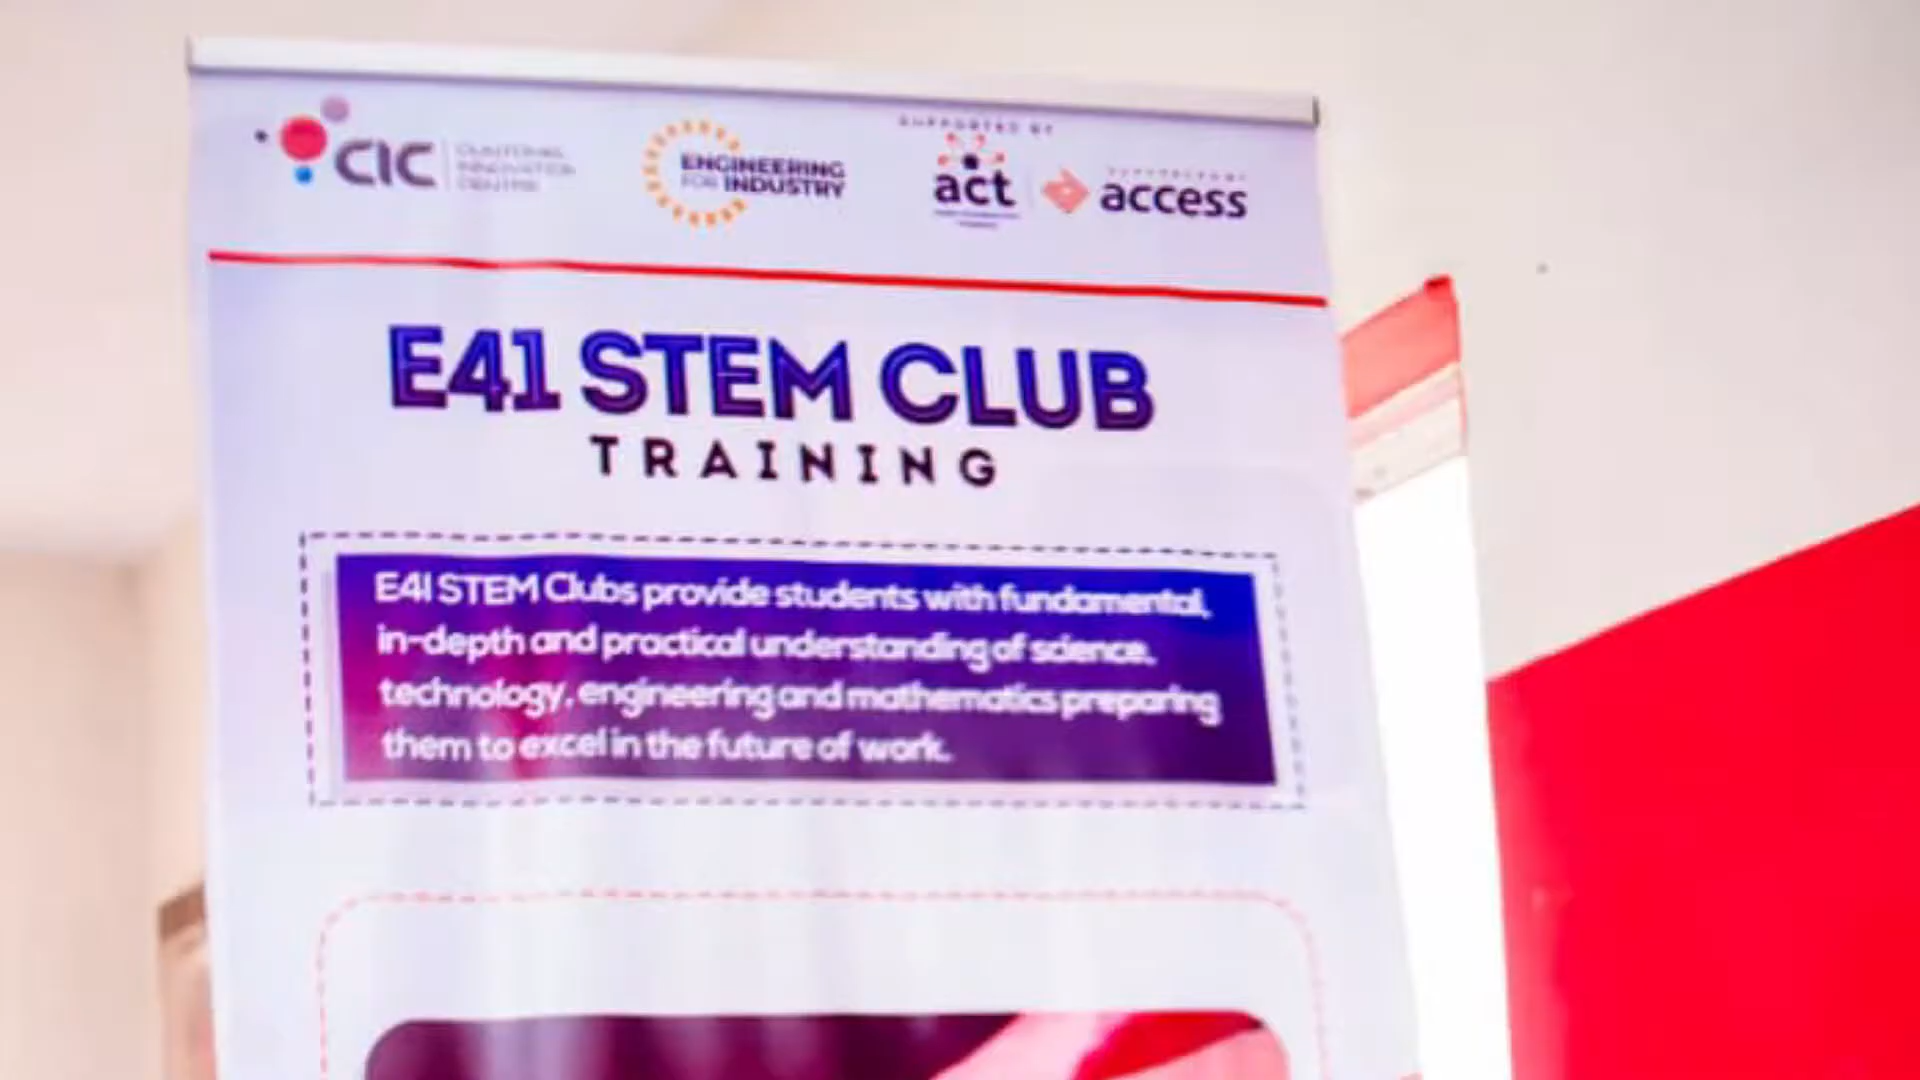 CIC
ENGINEERING
FOR INDUSTRY
SUPPORTED BY
act
access
E4I STEM CLUB
TRAINING
E4I STEM Clubs provide students with fundamental,
in-depth and practical understanding of science,
technology, engineering and mathematics preparing
them to excel in the future of work.